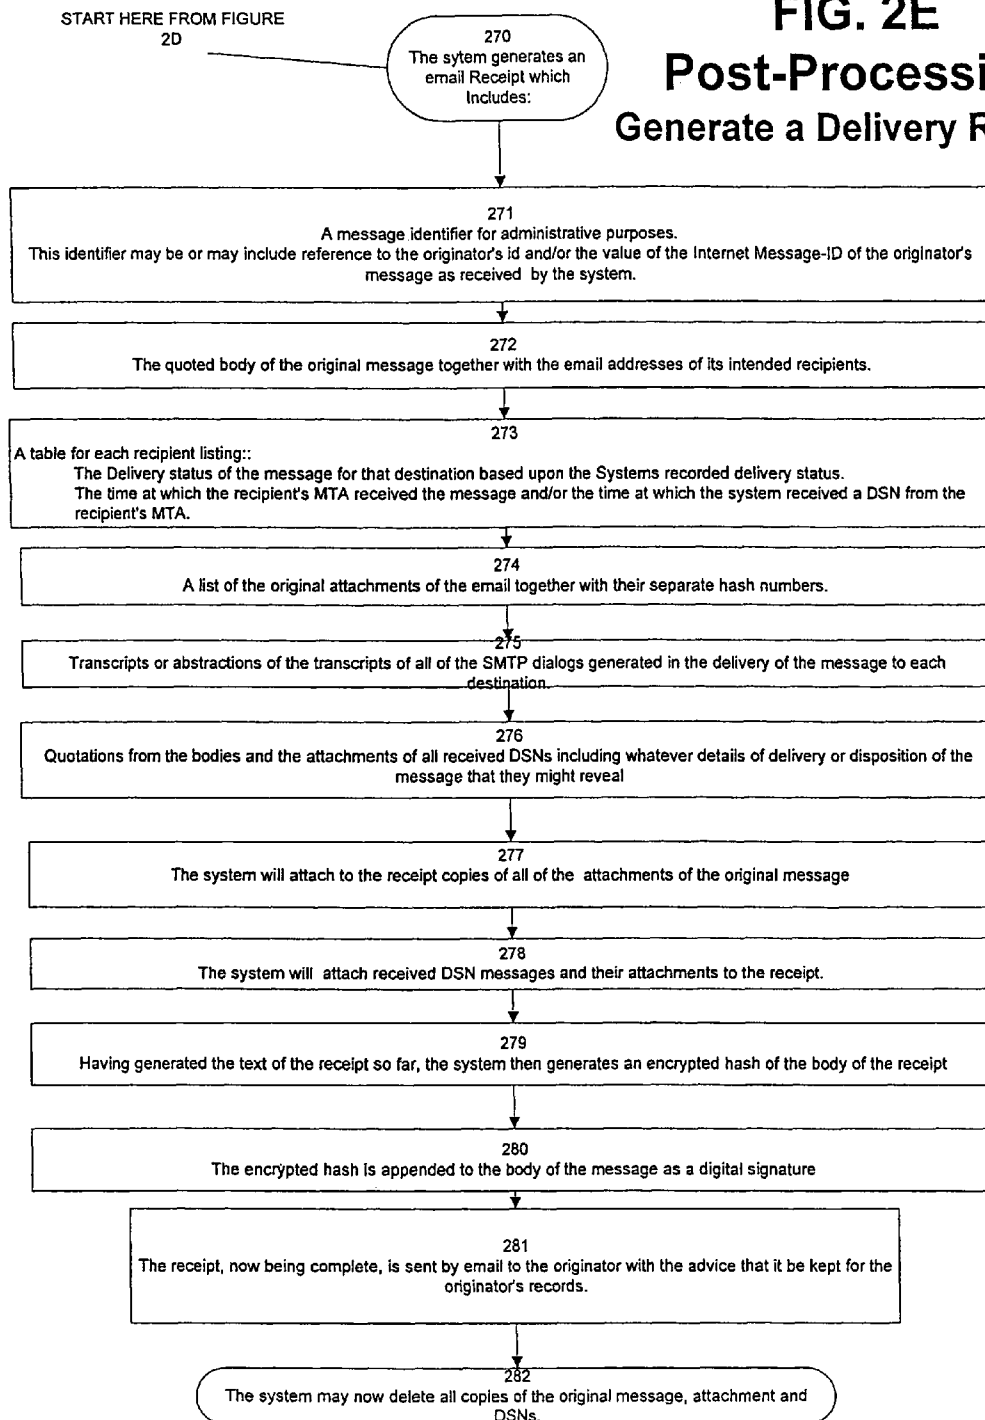 START HERE FROM FIGURE
2D
FIG. 2E
Post-Processi
Generate a Delivery R
270
The sytem generates an
email Receipt which
Includes:
271
A message identifier for administrative purposes.
This identifier may be or may include reference to the originator's id and/or the value of the Internet Message-ID of the originator's
message as received by the system.
272
The quoted body of the original message together with the email addresses of its intended recipients.
273
A table for each recipient listing::
The Delivery status of the message for that destination based upon the Systems recorded delivery status.
The time at which the recipient's MTA received the message and/or the time at which the system received a DSN from the
recipient's MTA.
274
A list of the original attachments of the email together with their separate hash numbers.
275
Transcripts or abstractions of the transcripts of all of the SMTP dialogs generated in the delivery of the message to each
destination.
276
Quotations from the bodies and the attachments of all received DSNs including whatever details of delivery or disposition of the
message that they might reveal
277
The system will attach to the receipt copies of all of the attachments of the original message
278
The system will attach received DSN messages and their attachments to the receipt.
279
Having generated the text of the receipt so far, the system then generates an encrypted hash of the body of the receipt
280
The encrypted hash is appended to the body of the message as a digital signature
281
The receipt, now being complete, is sent by email to the originator with the advice that it be kept for the
originator's records.
282
The system may now delete all copies of the original message, attachment and
DSNs.